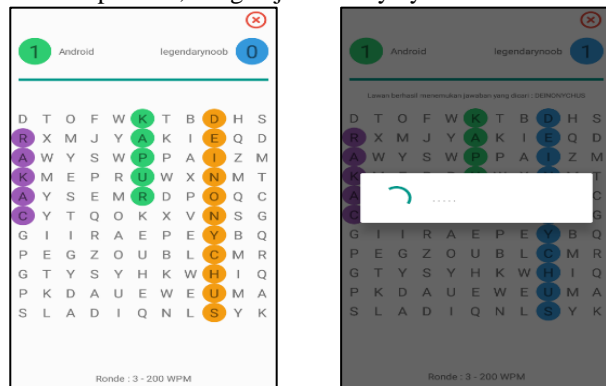 1 Android legendarynoob 0
D T O F W K T B D H S
R X M J Y A K I E Q D
A W Y S W P P A I Z M
K M E P R U W X N M T
A Y S E M R D P O Q C
C Y T Q O K X V N S G
G I I R A E P E Y B Q
P E G Z O U B L C M R
G T Y S Y H K W H I Q
P K D A U E W E U M A
S L A D I Q N L S Y K
Ronde : 3 - 200 WPM
1 Android legendarynoob 1
Lawan berhasil menemukan jawaban yang dicari : DEINONYCHUS
D T O F W K T B D H S
R X M J Y A K I E Q D
A W Y S W P P A I Z M
T
C
G
.....
G I I R A E P E Y B Q
P E G Z O U B L C M R
G T Y S Y H K W H I Q
P K D A U E W E U M A
S L A D I Q N L S Y K
Ronde : 3 - 200 WPM